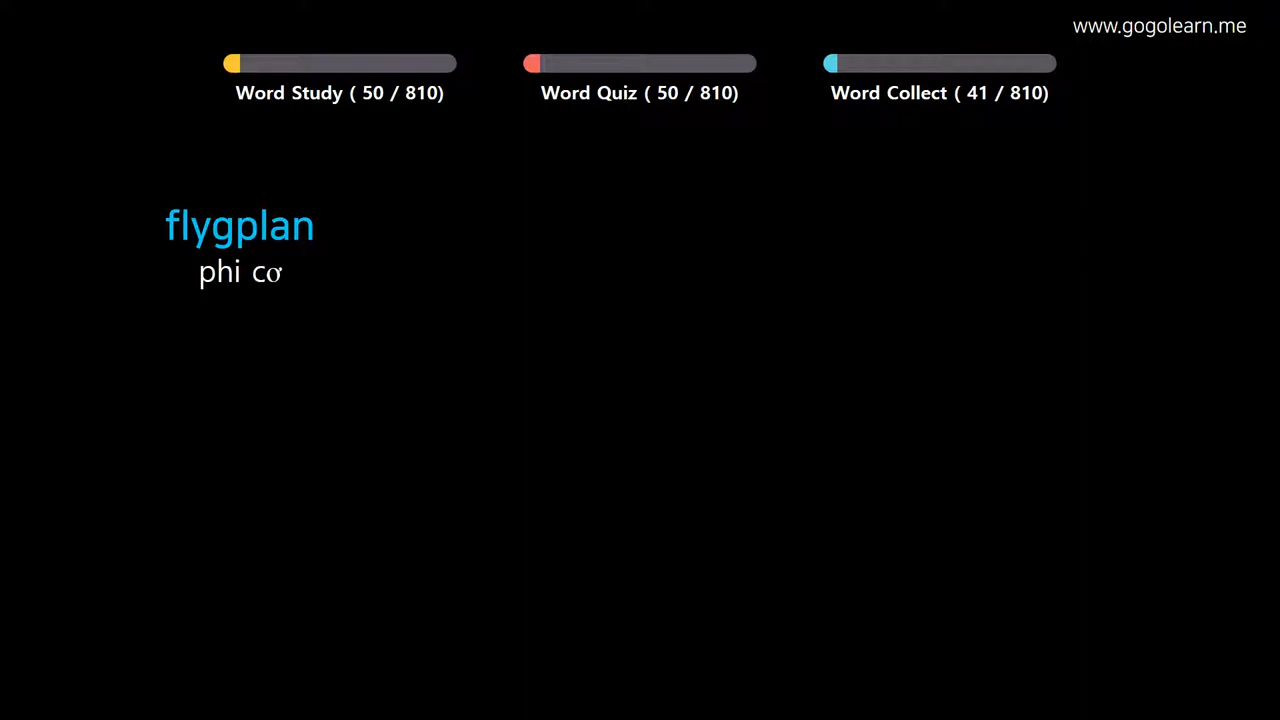 www.gogolearn.me
Word Study ( 50 / 810)
Word Quiz ( 50 / 810)
Word Collect ( 41 / 810)
flygplan
phi cơ